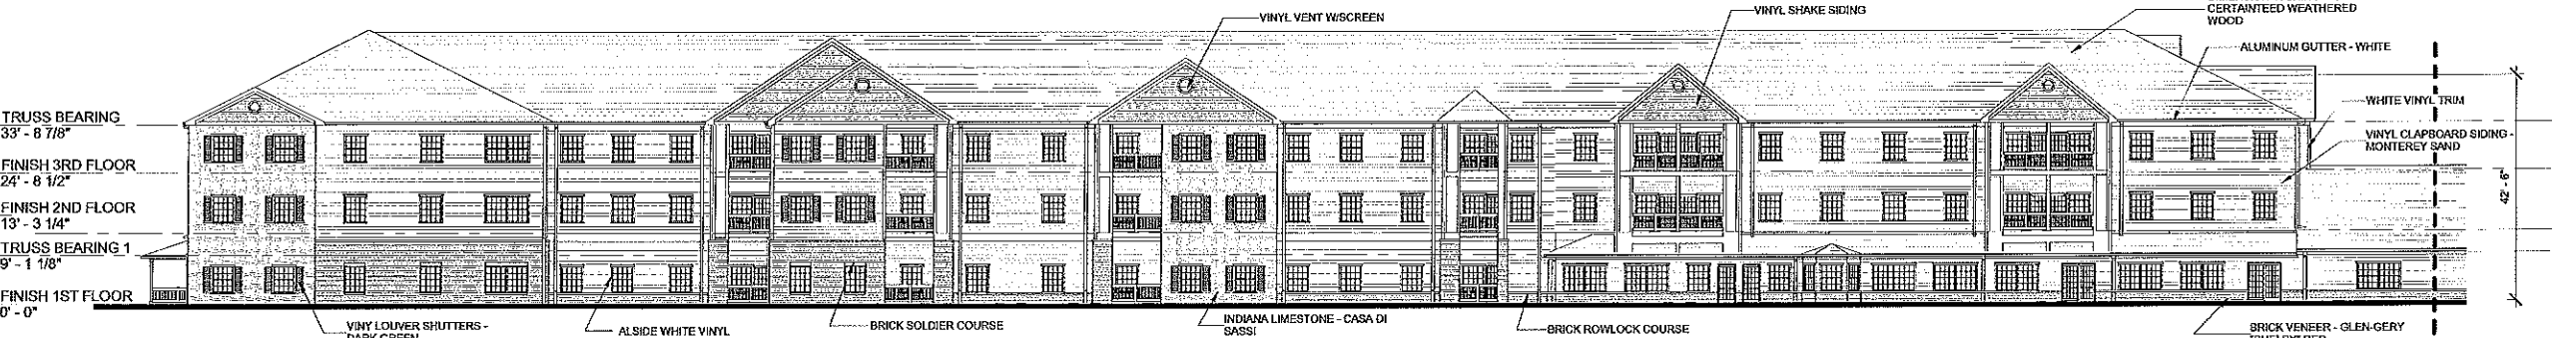 VINYL VENT W/SCREEN
VINYL SHAKE SIDING
CERTANTEED WEATHERED
WOOD
ALUMINUM GUTTER - WHITE
WHITE VINYL TRIM
VINYL CLAPBOARD SIDING -
MONTEREY SAND
TRUSS BEARING
33' - 8 7/8"
FINISH 3RD FLOOR
24' - 8 1/2"
FINISH 2ND FLOOR
13' - 3 1/4"
TRUSS BEARING 1
9' - 1 1/8"
FINISH 1ST FLOOR
0' - 0"
42' - 6"
VINY LOUVER SHUTTERS -
DARK GREEN
ALSIDE WHITE VINYL
BRICK SOLDIER COURSE
INDIANA LIMESTONE - CASA DI
SASSI
BRICK ROWLOCK COURSE
BRICK VENEER - GLEN-GERY